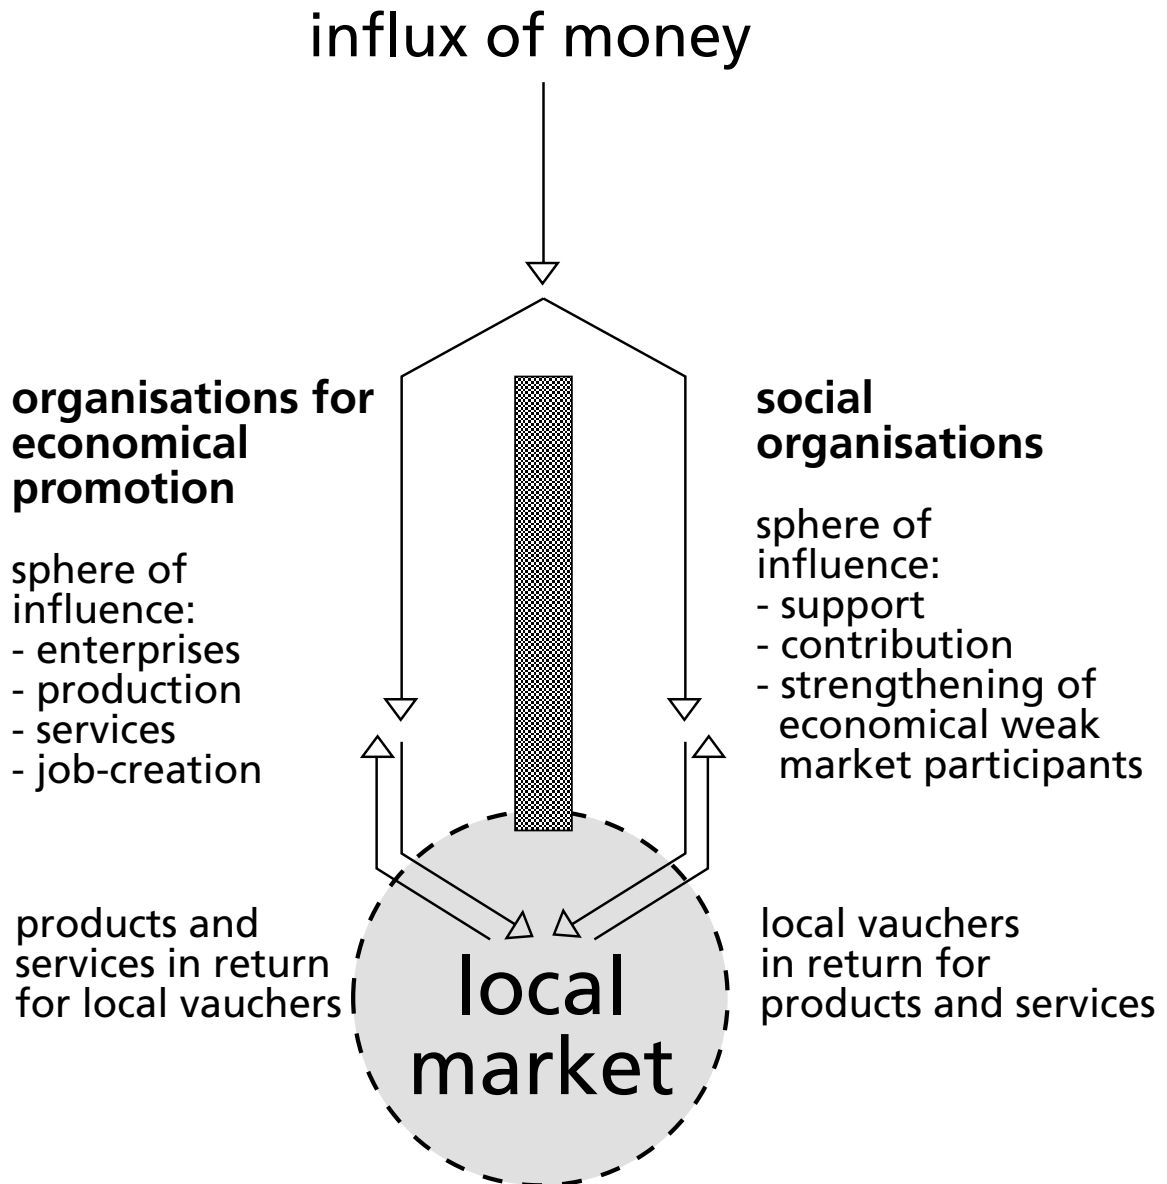 influx of money
organisations for
economical
promotion
sphere of
influence:
- enterprises
- production
- services
- job-creation
products and
services in return
for local vauchers
social
organisations
sphere of
influence:
- support
- contribution
- strengthening of
economical weak
market participants
local vauchers
in return for
products and services
local
market